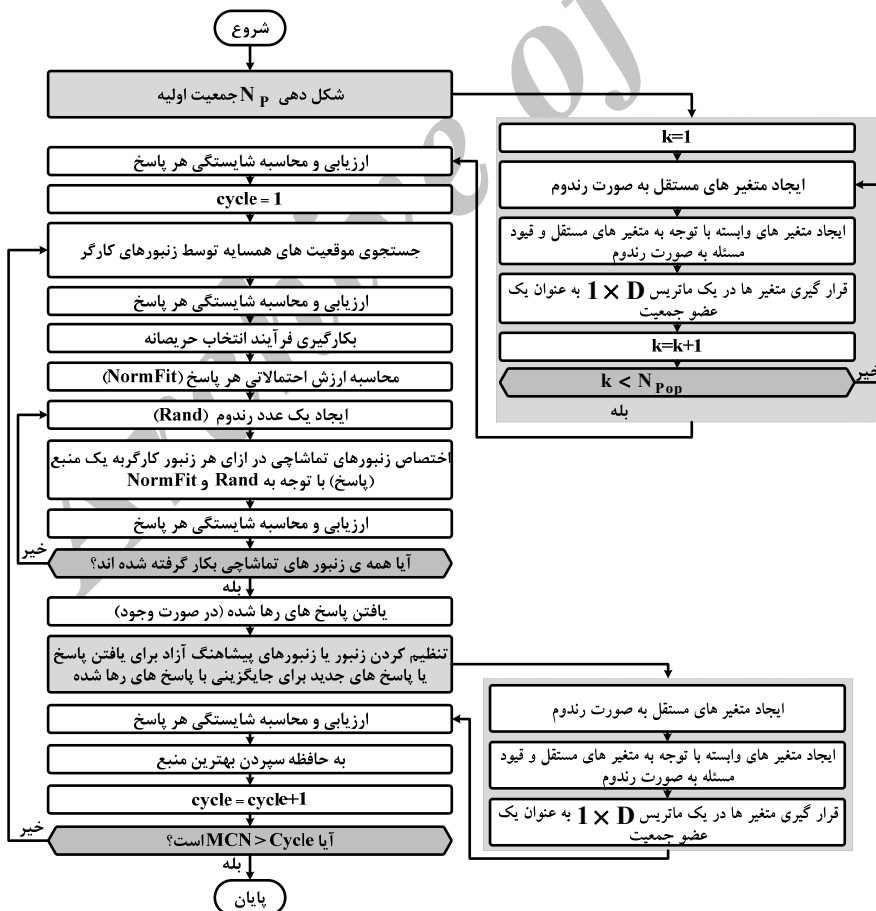 شروع
شکل دهی N P جمعیت اولیه
k=1
ایجاد متغیر های مستقل به صورت رندوم
ایجاد متغیر های وابسته با توجه به متغیر های مستقل و قیود
مسئله به صورت رندوم
قرار گیری متغیر ها در یک ماتریس 1 × D به عنوان یک
عضو جمعیت
k=k+1
k < N Pop
خیر
بله
ارزیابی و محاسبه شایستگی هر پاسخ
cycle = 1
جستجوی موقعیت های همسایه توسط زنبورهای کارگر
ارزیابی و محاسبه شایستگی هر پاسخ
بکارگیری فرآیند انتخاب حریصانه
محاسبه ارزش احتمالاتی هر پاسخ (NormFit)
ایجاد یک عدد رندوم (Rand)
اختصاص زنبورهای تماشاچی در ازای هر زنبور کارگربه یک منبع
(پاسخ) با توجه به Rand و NormFit
ارزیابی و محاسبه شایستگی هر پاسخ
آیا همه ی زنبور های تماشاچی بکار گرفته شده اند؟
خیر
بله
یافتن پاسخ های رها شده (در صورت وجود)
تنظیم کردن زنبور یا زنبورهای پیشاهنگ آزاد برای یافتن پاسخ
یا پاسخ های جدید برای جایگزینی با پاسخ های رها شده
ایجاد متغیر های مستقل به صورت رندوم
ایجاد متغیر های وابسته با توجه به متغیر های مستقل و قیود
مسئله به صورت رندوم
قرار گیری متغیر ها در یک ماتریس 1 × D به عنوان یک
عضو جمعیت
ارزیابی و محاسبه شایستگی هر پاسخ
به حافظه سپردن بهترین منبع
cycle = cycle+1
آیا MCN > Cycle است؟
خیر
بله
پایان
Archive of